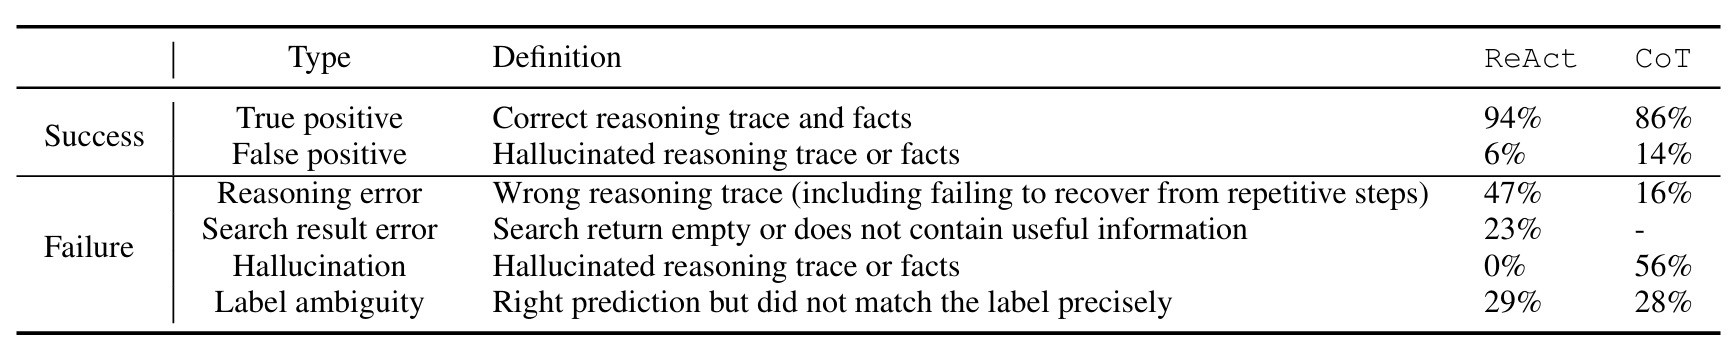 Type Definition ReAct CoT
Success True positive Correct reasoning trace and facts 94% 86%
False positive Hallucinated reasoning trace or facts 6% 14%
Failure Reasoning error Wrong reasoning trace (including failing to recover from repetitive steps) 47% 16%
Search result error Search return empty or does not contain useful information 23% -
Hallucination Hallucinated reasoning trace or facts 0% 56%
Label ambiguity Right prediction but did not match the label precisely 29% 28%